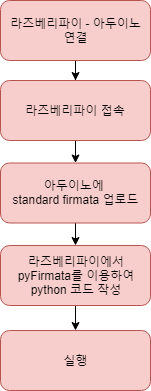 라즈베리파이 - 아두이노
연결
라즈베리파이 접속
아두이노에
standard firmata 업로드
라즈베리파이에서
pyFirmata를 이용하여
python 코드 작성
실행